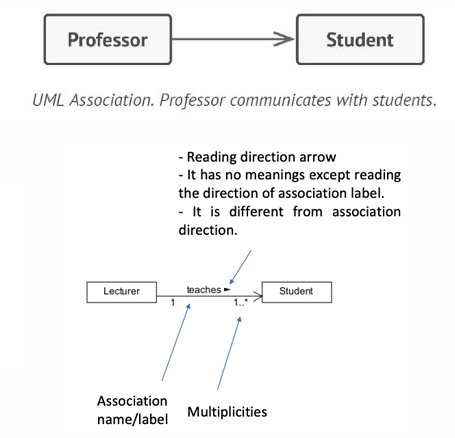 Professor
Student
UML Association. Professor communicates with students.
- Reading direction arrow
- It has no meanings except reading
the direction of association label.
- It is different from association
direction.
Lecturer
teaches ►
Student
1
1..*
Association
name/label
Multiplicities